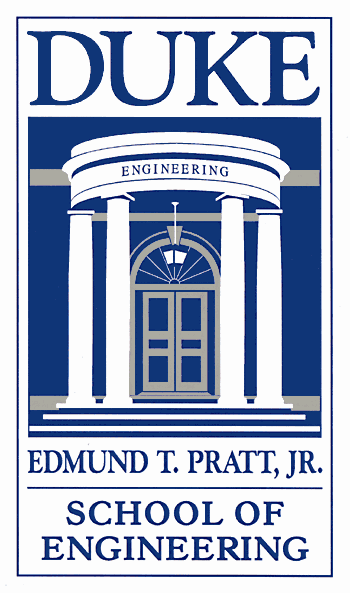 DUKE
ENGINEERING
EDMUND T. PRATT, JR.
SCHOOL OF
ENGINEERING